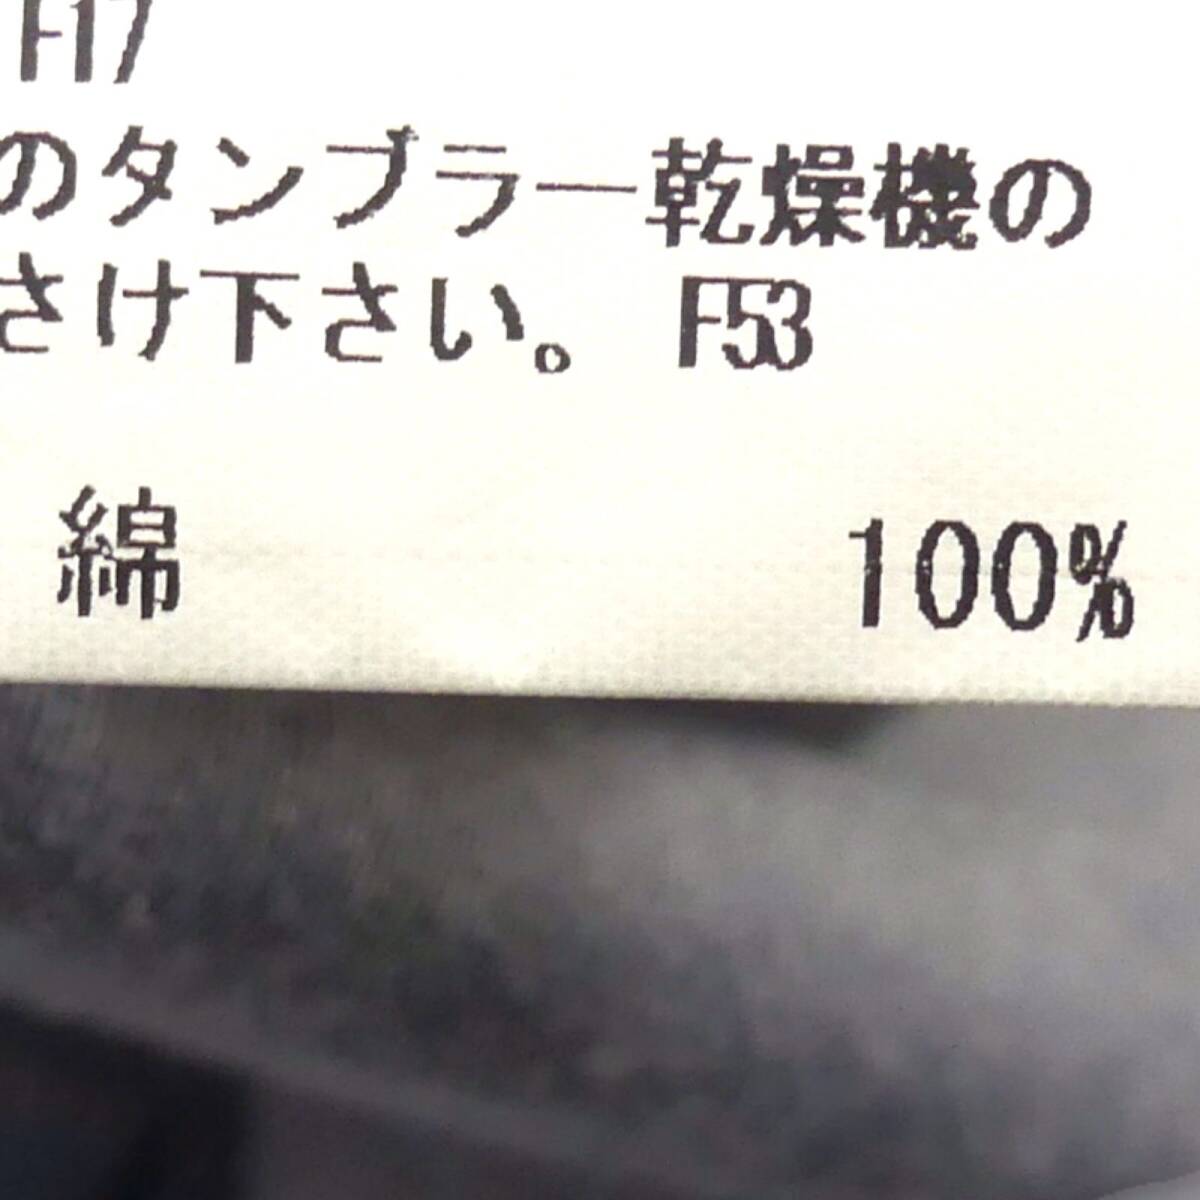 F17
のタンブラー乾燥機の
さけ下さい。 F53
綿 100%